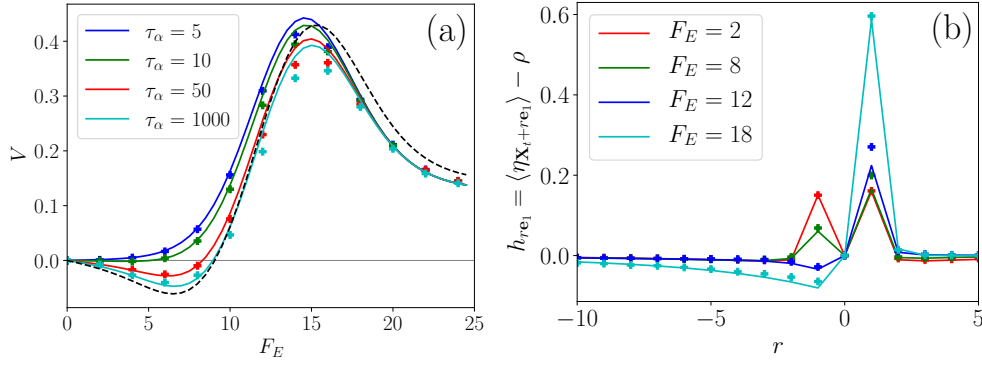 (a)
τ_α = 5
τ_α = 10
τ_α = 50
τ_α = 1000
V
0.4
0.3
0.2
0.1
0.0
0 5 10 15 20 25
F_E
(b)
F_E = 2
F_E = 8
F_E = 12
F_E = 18
h_{re_1} = ⟨η_{X_t+re_1}⟩ − ρ
0.6
0.4
0.2
0.0
−10 −5 0 5
r